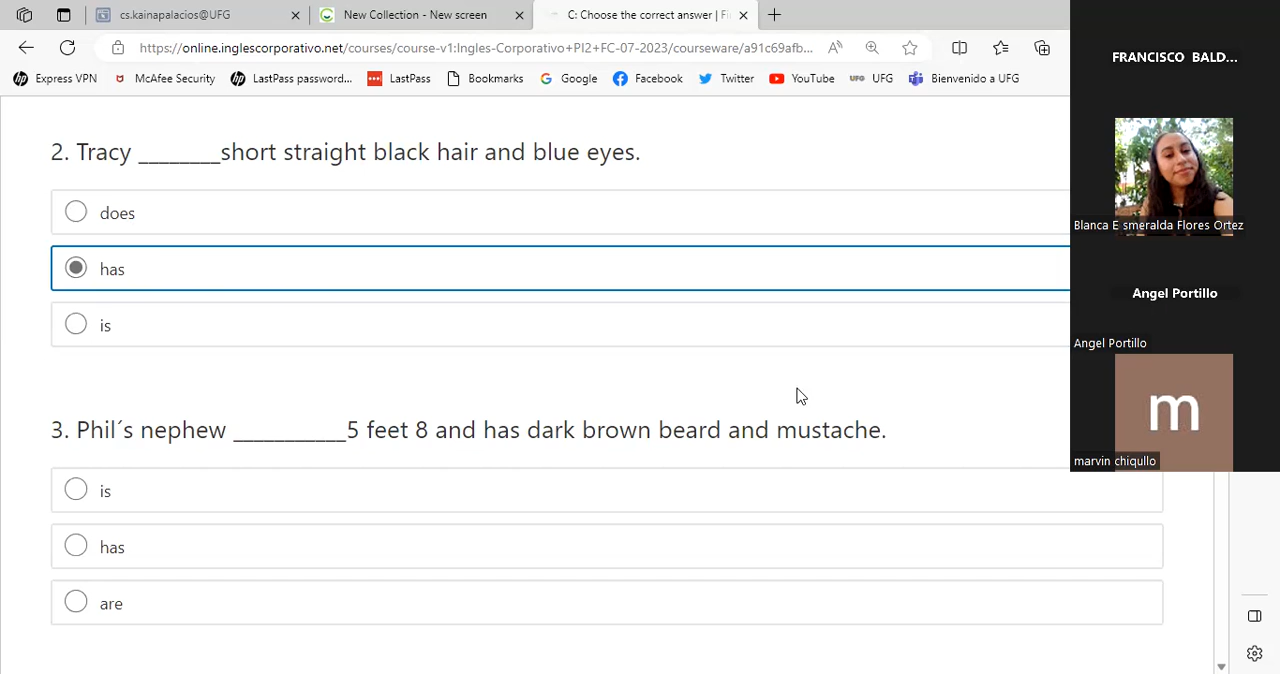 cs.kainapalacios@UFG
New Collection - New screen
C: Choose the correct answer | Fi
https://online.inglescorporativo.net/courses/course-v1:Ingles-Corporativo+PI2+FC-07-2023/courseware/a91c69afb...
Express VPN
McAfee Security
LastPass password...
LastPass
Bookmarks
Google
Facebook
Twitter
YouTube
UFG
Bienvenido a UFG
2. Tracy ________short straight black hair and blue eyes.
does
has
is
3. Phil´s nephew ___________5 feet 8 and has dark brown beard and mustache.
is
has
are
FRANCISCO BALD...
Blanca E smeralda Flores Ortez
Angel Portillo
Angel Portillo
m
marvin chiqullo